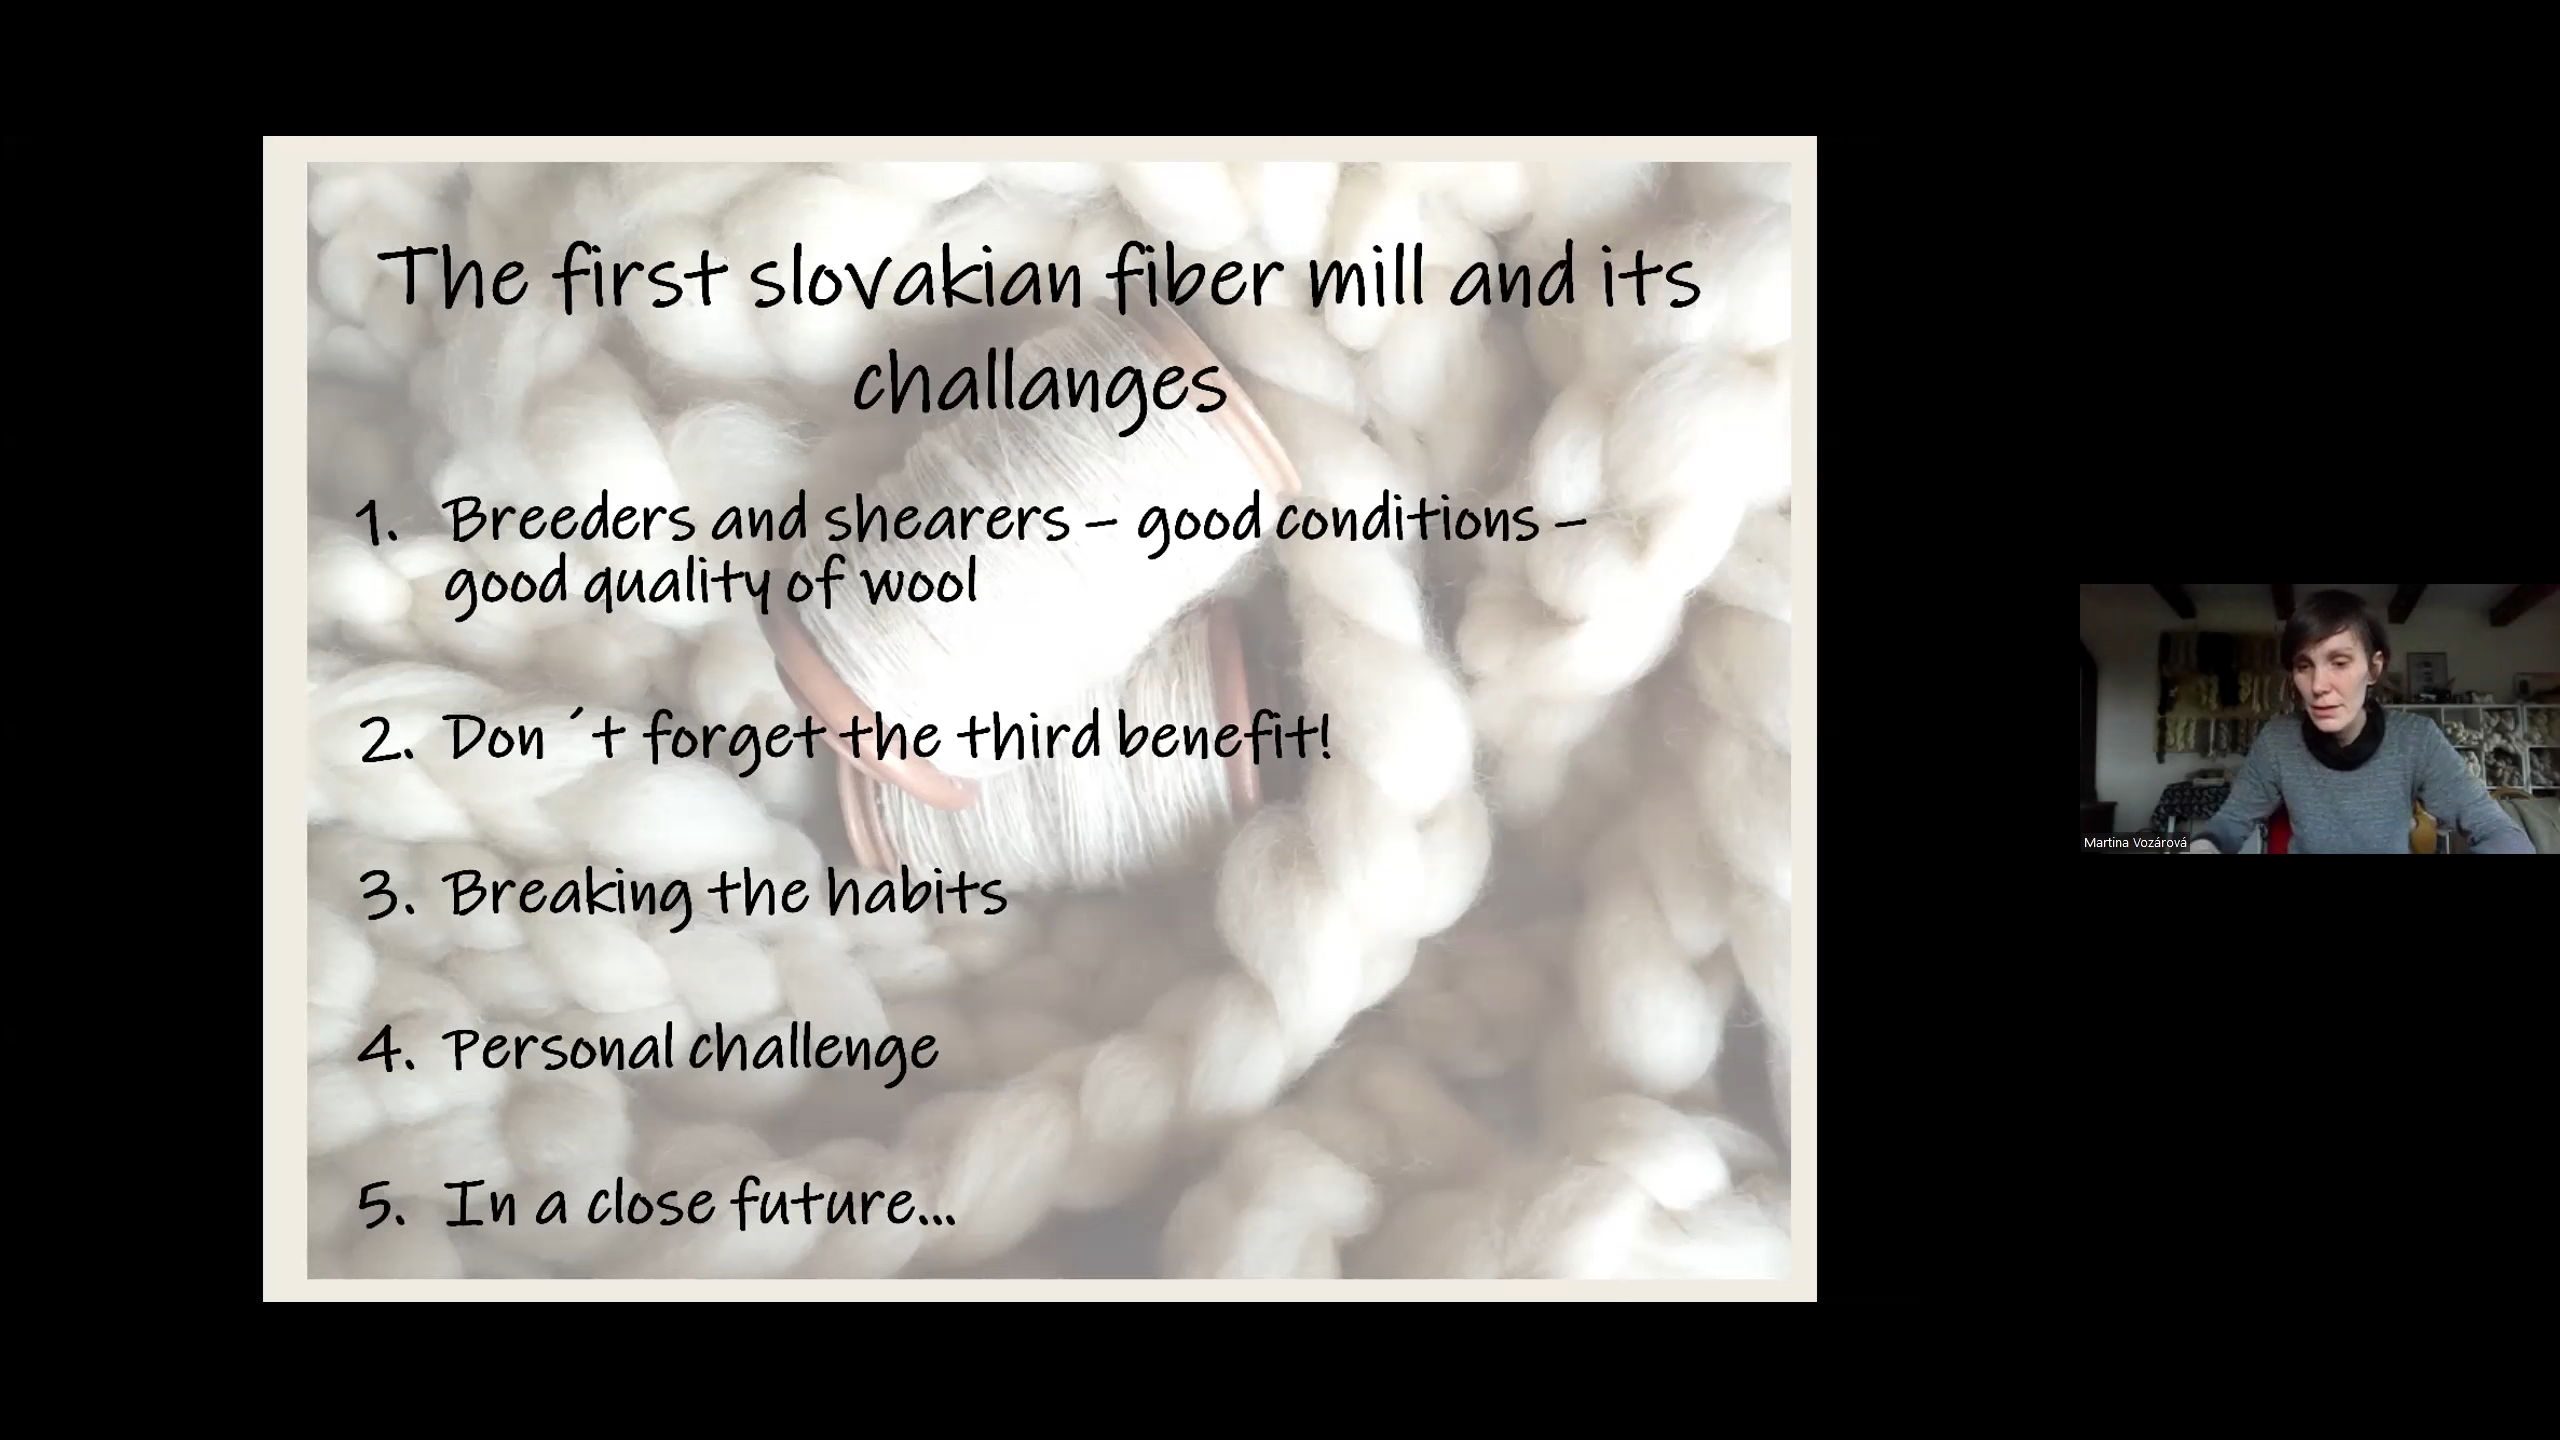 The first slovakian fiber mill and its
challanges
1. Breeders and shearers – good conditions –
good quality of wool
2. Don ´t forget the third benefit!
3. Breaking the habits
4. Personal challenge
5. In a close future...
Martina Vozárová